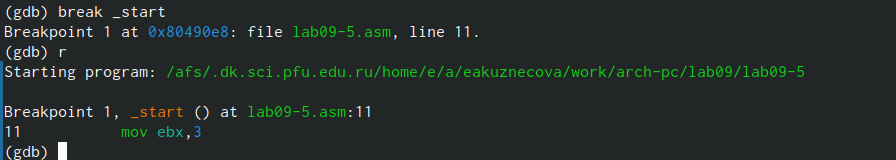 (gdb) break _start
Breakpoint 1 at 0x80490e8: file lab09-5.asm, line 11.
(gdb) r
Starting program: /afs/.dk.sci.pfu.edu.ru/home/e/a/eakuznecova/work/arch-pc/lab09/lab09-5
Breakpoint 1, _start () at lab09-5.asm:11
11 mov ebx,3
(gdb)